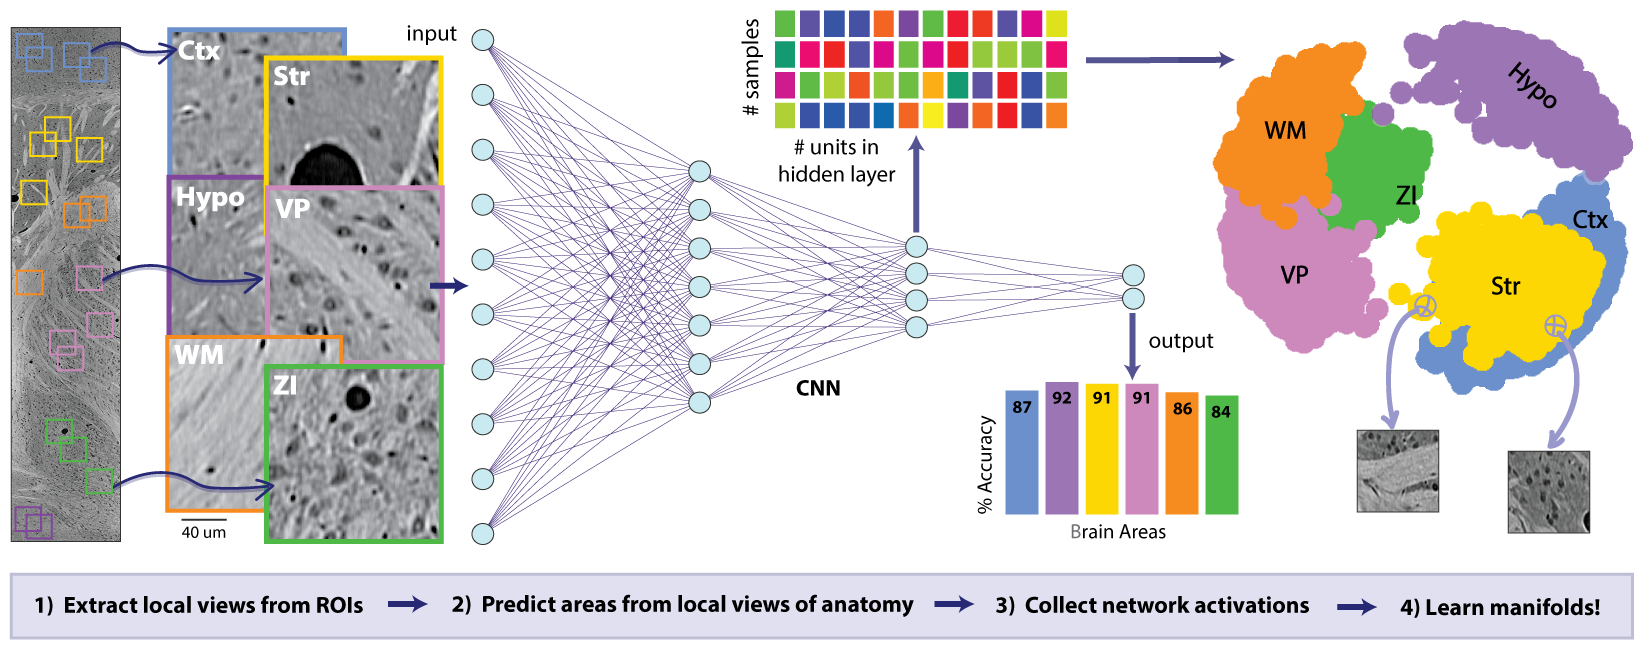 Ctx
Str
Hypo
VP
WM
ZI
40 um
input
# samples
# units in
hidden layer
CNN
output
% Accuracy
87
92
91
91
86
84
Brain Areas
WM
Hypo
ZI
Ctx
VP
Str
1) Extract local views from ROIs
2) Predict areas from local views of anatomy
3) Collect network activations
4) Learn manifolds!